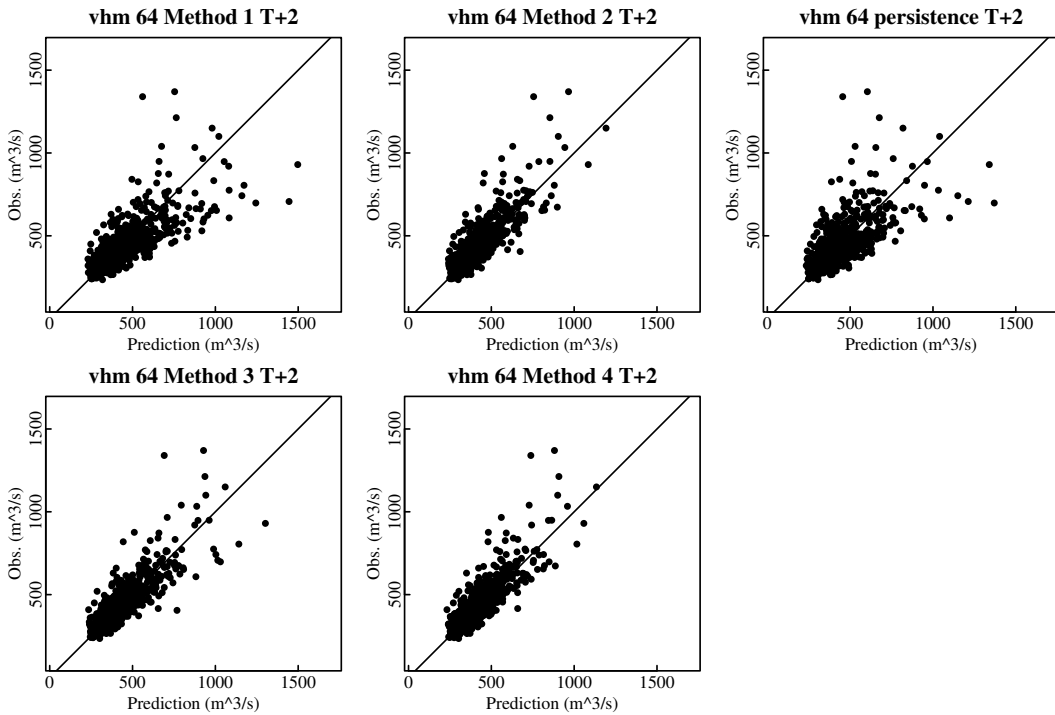 vhm 64 Method 1 T+2
Obs. (m^3/s)
1500
1000
500
0 500 1000 1500
Prediction (m^3/s)
vhm 64 Method 2 T+2
Obs. (m^3/s)
1500
1000
500
0 500 1000 1500
Prediction (m^3/s)
vhm 64 persistence T+2
Obs. (m^3/s)
1500
1000
500
0 500 1000 1500
Prediction (m^3/s)
vhm 64 Method 3 T+2
Obs. (m^3/s)
1500
1000
500
0 500 1000 1500
Prediction (m^3/s)
vhm 64 Method 4 T+2
Obs. (m^3/s)
1500
1000
500
0 500 1000 1500
Prediction (m^3/s)